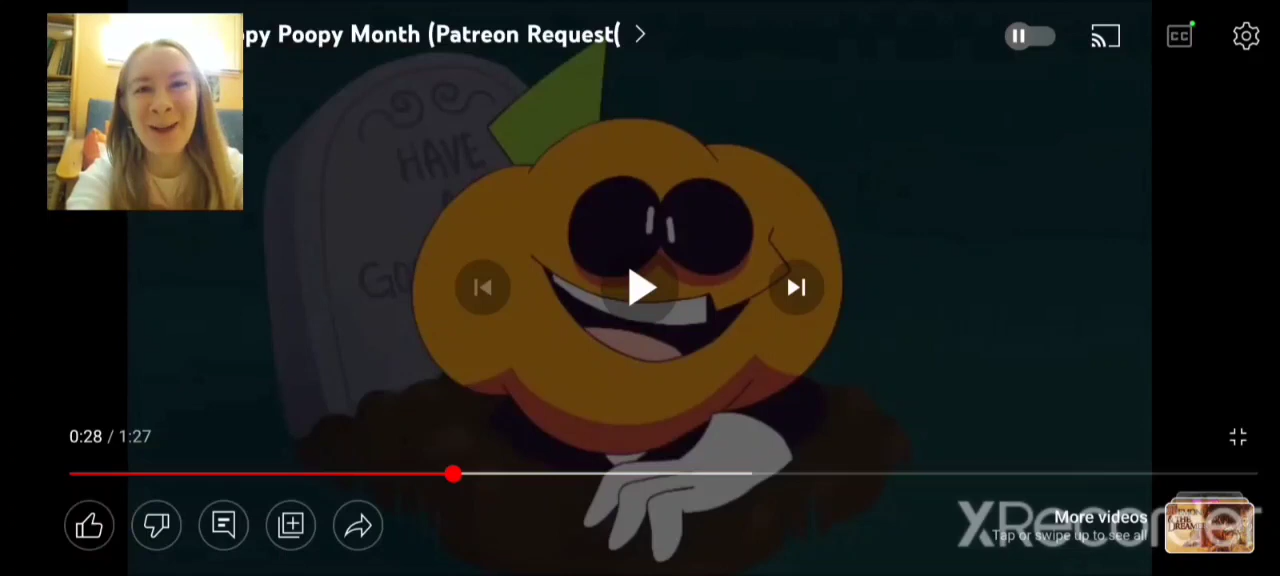 py Poopy Month (Patreon Request(
CC
HAVE
0:28 / 1:27
More videos
Tap or swipe up to see all
XRecorder